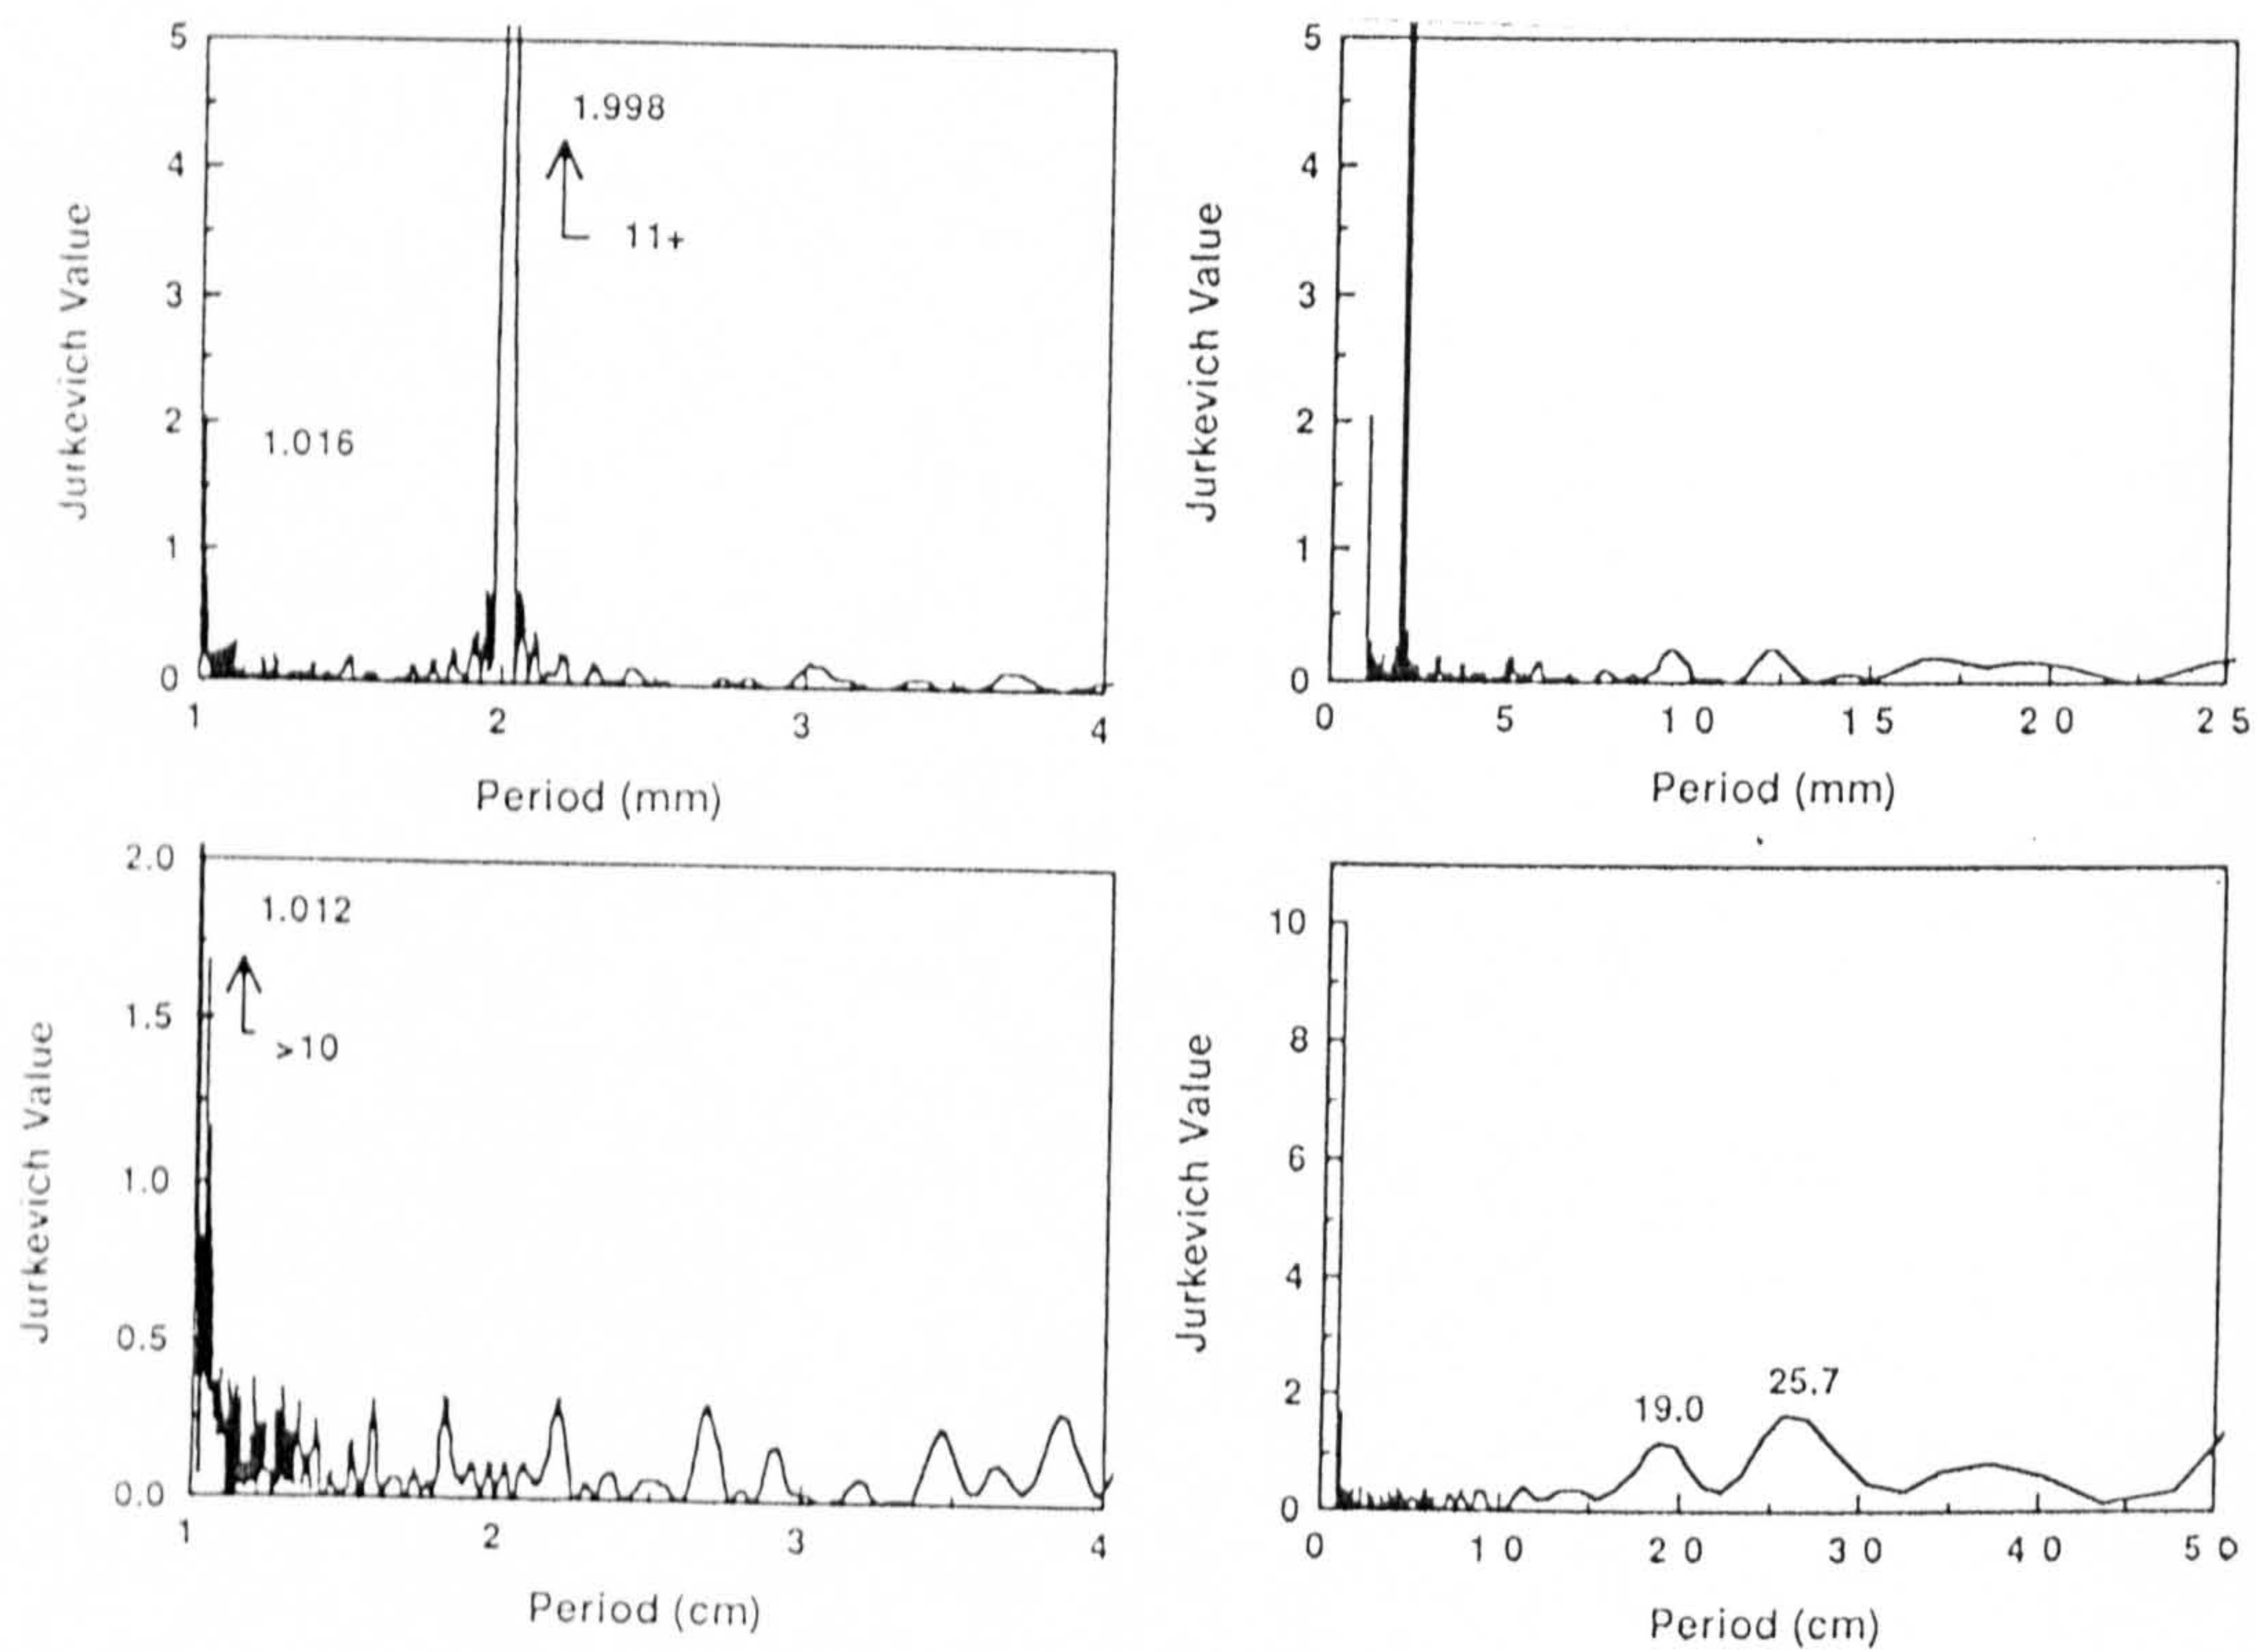 5
4
3
2
1
0
Jurkevich Value
1.998
11+
1.016
1 2 3 4
Period (mm)
5
4
3
2
1
0
Jurkevich Value
0 5 10 15 20 25
Period (mm)
2.0
1.5
1.0
0.5
0.0
Jurkevich Value
1.012
>10
1 2 3 4
Period (cm)
10
8
6
4
2
0
Jurkevich Value
19.0
25.7
0 10 20 30 40 50
Period (cm)